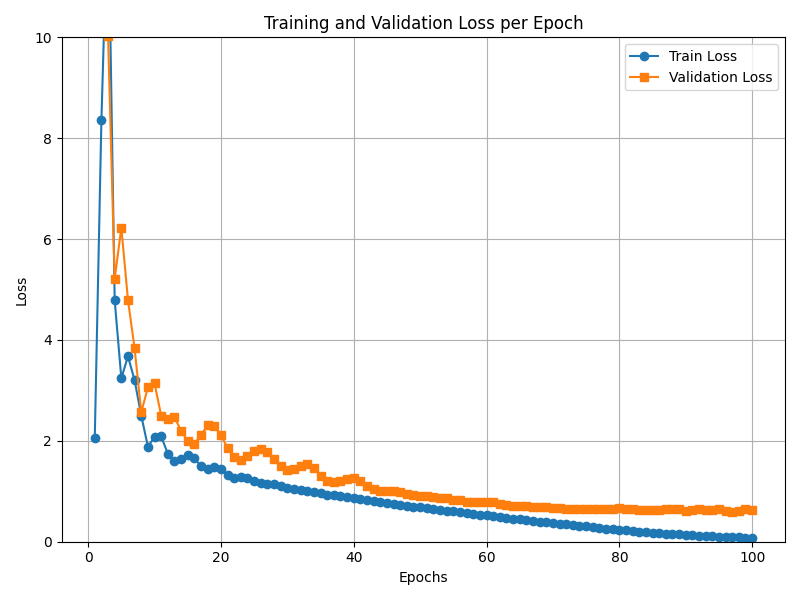 Training and Validation Loss per Epoch
Train Loss
Validation Loss
10
8
6
4
2
0
Loss
0 20 40 60 80 100
Epochs